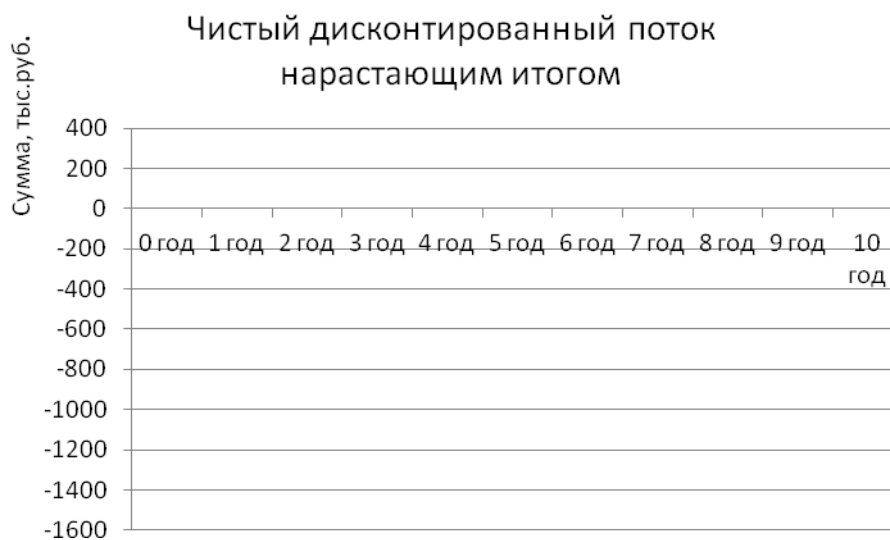 Чистый дисконтированный поток
нарастающим итогом
Сумма, тыс.руб.
400
200
0
-200
-400
-600
-800
-1000
-1200
-1400
-1600
0 год 1 год 2 год 3 год 4 год 5 год 6 год 7 год 8 год 9 год 10
год